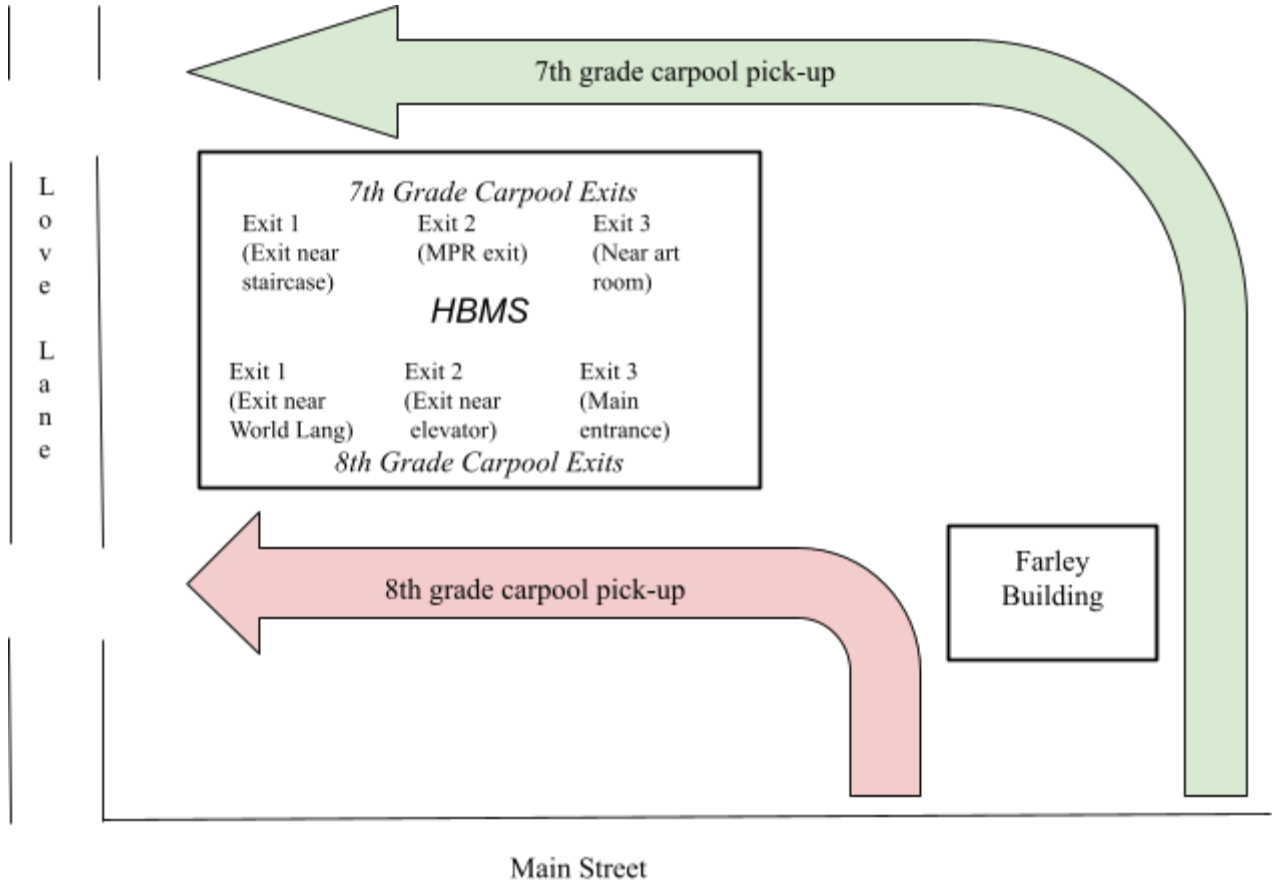 7th grade carpool pick-up
Love Lane
7th Grade Carpool Exits
Exit 1
(Exit near
staircase)
Exit 2
(MPR exit)
Exit 3
(Near art
room)
HBMS
Exit 1
(Exit near
World Lang)
Exit 2
(Exit near
elevator)
Exit 3
(Main
entrance)
8th Grade Carpool Exits
8th grade carpool pick-up
Farley
Building
Main Street